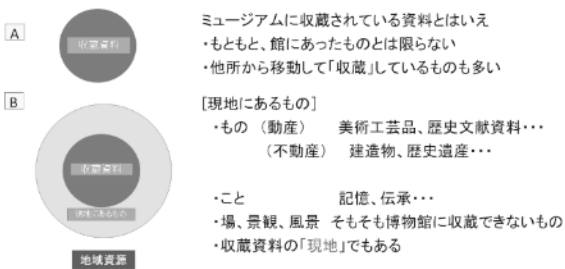 A
収蔵資料
ミュージアムに収蔵されている資料とはいえ
・もともと、館にあったものとは限らない
・他所から移動して「収蔵」しているものも多い
B
収蔵資料
現地にあるもの
地域資源
[現地にあるもの]
・もの （動産） 美術工芸品、歴史文献資料･･･
（不動産） 建造物、歴史遺産･･･
・こと 記憶、伝承･･･
・場、景観、風景 そもそも博物館に収蔵できないもの
・収蔵資料の「現地」でもある